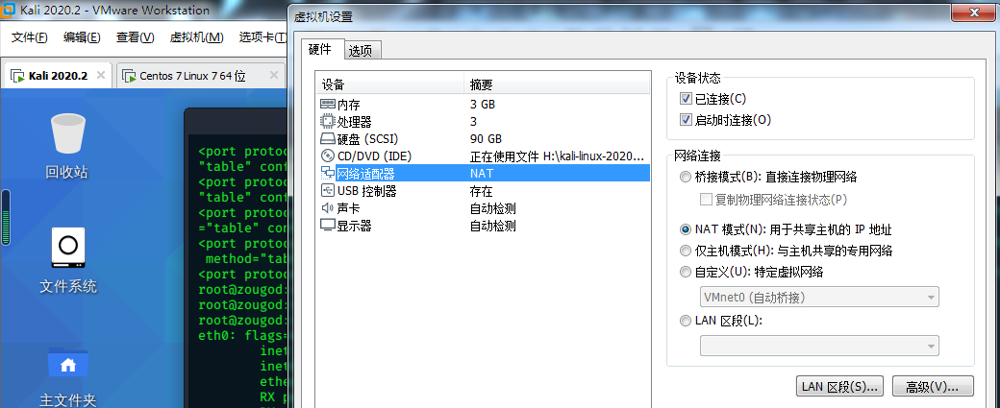 Kali 2020.2 - VMware Workstation
文件(F) 编辑(E) 查看(V) 虚拟机(M) 选项卡(T)
Kali 2020.2
Centos 7 Linux 7 64 位
回收站
文件系统
主文件夹
<port protoc
"table" conf
<port protoc
"table" conf
<port protoc
="table" con
<port protoc
method="tab
<port protoc
root@zougod:
root@zougod:
root@zougod:
eth0: flags=
inet
inet
ethe
RX p
虚拟机设置
硬件 选项
设备 摘要
内存 3 GB
处理器 3
硬盘 (SCSI) 90 GB
CD/DVD (IDE) 正在使用文件 H:\kali-linux-2020...
网络适配器 NAT
USB 控制器 存在
声卡 自动检测
显示器 自动检测
设备状态
已连接(C)
启动时连接(O)
网络连接
桥接模式(B): 直接连接物理网络
复制物理网络连接状态(P)
NAT 模式(N): 用于共享主机的 IP 地址
仅主机模式(H): 与主机共享的专用网络
自定义(U): 特定虚拟网络
VMnet0 (自动桥接)
LAN 区段(L):
LAN 区段(S)... 高级(V)...